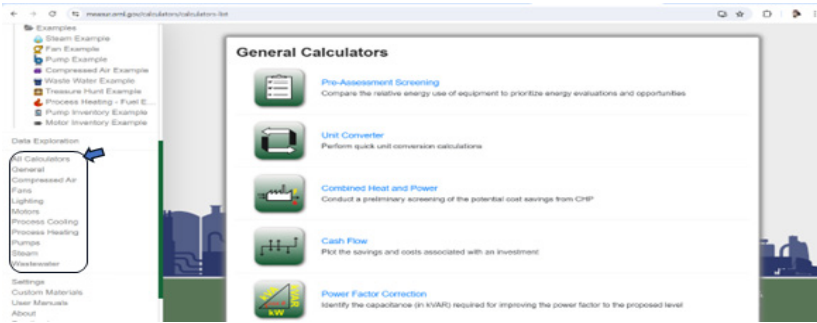 measur.ornl.gov/calculators/calculators-list
Examples
Steam Example
Fan Example
Pump Example
Compressed Air Example
Waste Water Example
Treasure Hunt Example
Process Heating - Fuel E...
Pump Inventory Example
Motor Inventory Example
Data Exploration
All Calculators
General
Compressed Air
Fans
Lighting
Motors
Process Cooling
Process Heating
Pumps
Steam
Wastewater
Settings
Custom Materials
User Manuals
About
General Calculators
Pre-Assessment Screening
Compare the relative energy use of equipment to prioritize energy evaluations and opportunities
Unit Converter
Perform quick unit conversion calculations
Combined Heat and Power
Conduct a preliminary screening of the potential cost savings from CHP
Cash Flow
Plot the savings and costs associated with an investment
kVA
kVAR
kW
Power Factor Correction
Identify the capacitance (in kVAR) required for improving the power factor to the proposed level